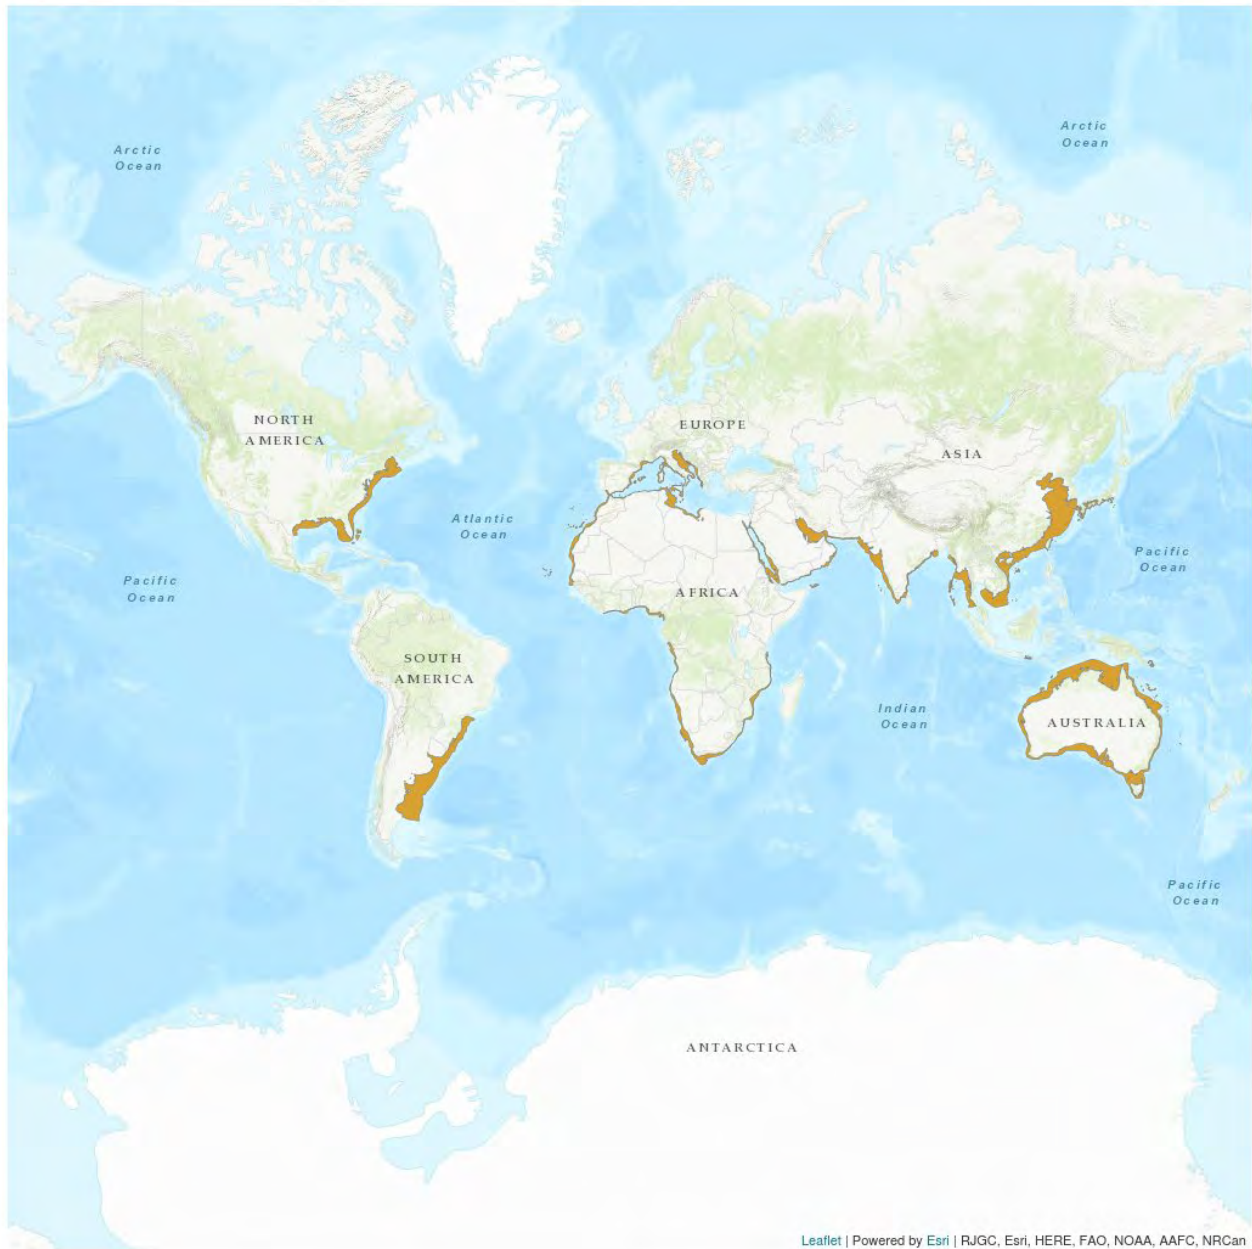 Arctic
Ocean
Arctic
Ocean
NORTH
AMERICA
EUROPE
ASIA
Atlantic
Ocean
Pacific
Ocean
Pacific
Ocean
AFRICA
SOUTH
AMERICA
Indian
Ocean
AUSTRALIA
Pacific
Ocean
ANTARCTICA
Leaflet | Powered by Esri | RJGC, Esri, HERE, FAO, NOAA, AAFC, NRCan